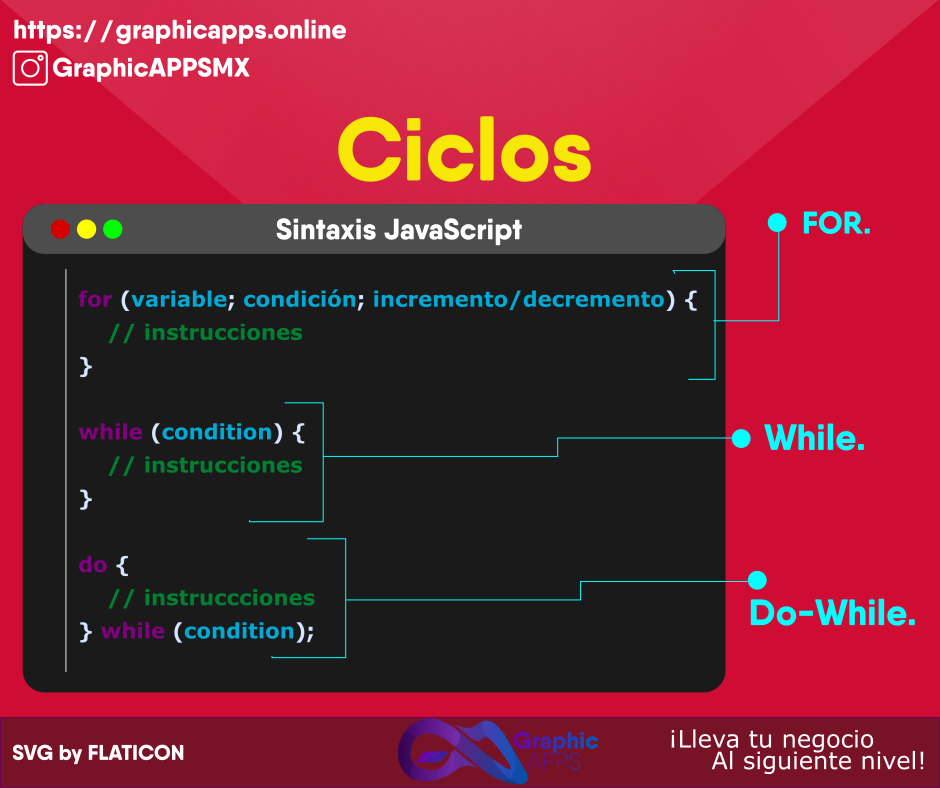 https://graphicapps.online
GraphicAPPSMX
Ciclos
Sintaxis JavaScript
for (variable; condición; incremento/decremento) {
// instrucciones
}
while (condition) {
// instrucciones
}
do {
// instruccciones
} while (condition);
FOR.
While.
Do-While.
SVG by FLATICON
Graphic
APPS
¡Lleva tu negocio
Al siguiente nivel!